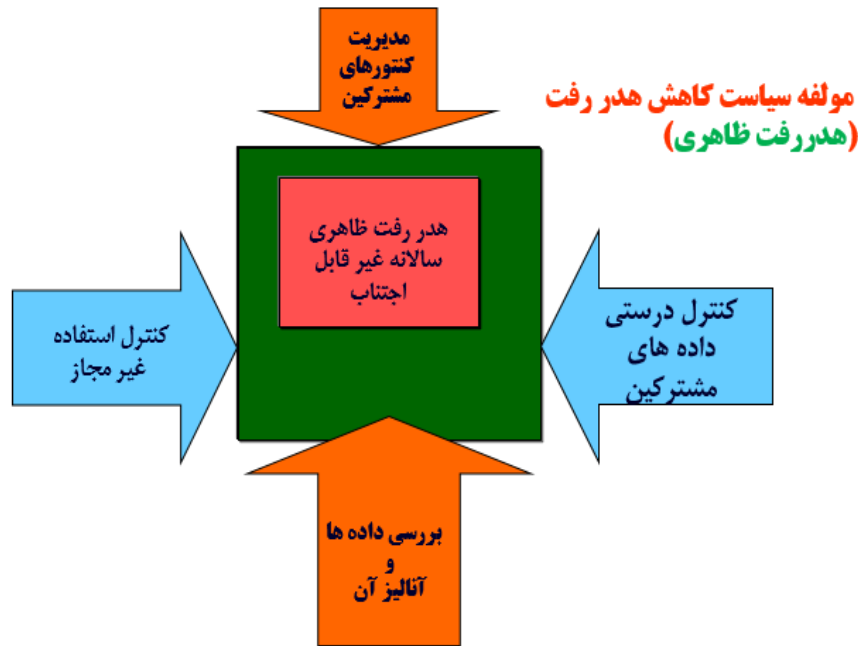 مولفه سیاست کاهش هدر رفت
(هدررفت ظاهری)
مدیریت
کنتورهای
مشترکین
هدر رفت ظاهری
سالانه غیر قابل
اجتناب
کنترل درستی
داده های
مشترکین
کنترل استفاده
غیر مجاز
بررسی داده ها
و
آنالیز آن